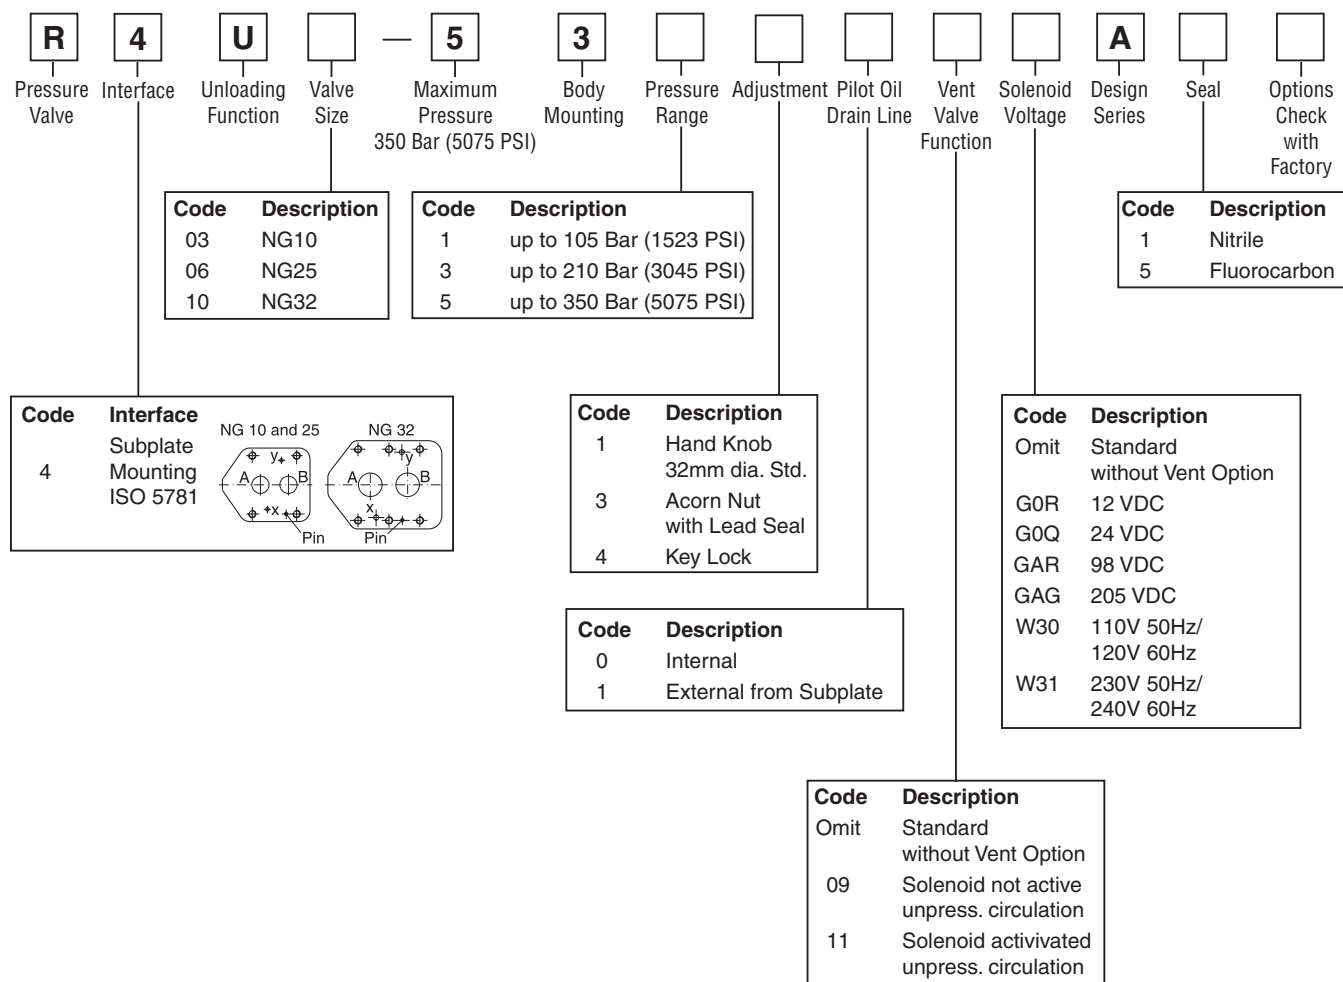 R 4 U — 5 3 A
Pressure Valve
Interface
Unloading Function
Valve Size
Maximum Pressure 350 Bar (5075 PSI)
Body Mounting
Pressure Range
Adjustment
Pilot Oil Drain Line
Vent Valve Function
Solenoid Voltage
Design Series
Seal
Options Check with Factory
Code Description
03 NG10
06 NG25
10 NG32
Code Description
1 up to 105 Bar (1523 PSI)
3 up to 210 Bar (3045 PSI)
5 up to 350 Bar (5075 PSI)
Code Description
1 Nitrile
5 Fluorocarbon
Code Interface
4 Subplate
Mounting
ISO 5781
NG 10 and 25
y
A B
x
Pin
NG 32
y
A B
x
Pin
Code Description
1 Hand Knob
32mm dia. Std.
3 Acorn Nut
with Lead Seal
4 Key Lock
Code Description
0 Internal
1 External from Subplate
Code Description
Omit Standard
without Vent Option
G0R 12 VDC
G0Q 24 VDC
GAR 98 VDC
GAG 205 VDC
W30 110V 50Hz/
120V 60Hz
W31 230V 50Hz/
240V 60Hz
Code Description
Omit Standard
without Vent Option
09 Solenoid not active
unpress. circulation
11 Solenoid activivated
unpress. circulation